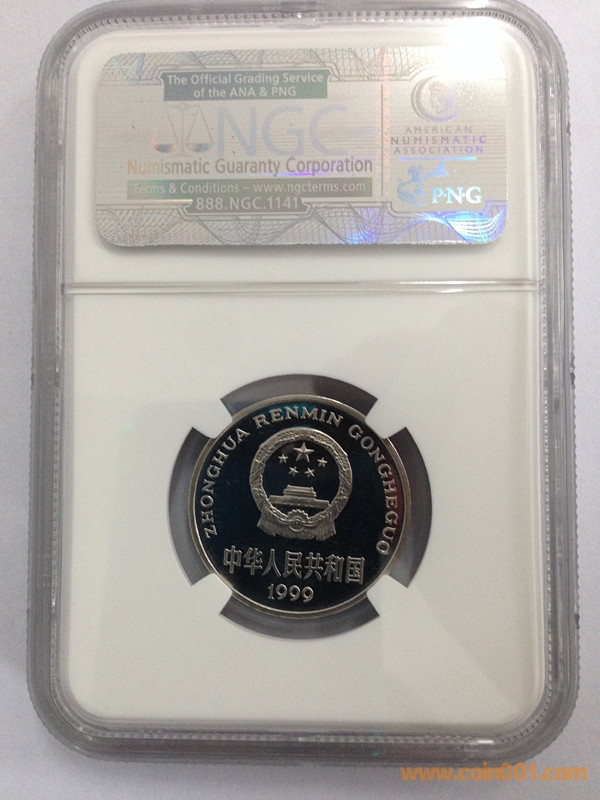 The Official Grading Service
of the ANA & PNG
NGC
Numismatic Guaranty Corporation
Terms & Conditions – www.ngcterms.com
888.NGC.1141
AMERICAN
NUMISMATIC
ASSOCIATION
P·N·G
ZHONGHUA RENMIN GONGHEGUO
中华人民共和国
1999
www.coin001.com